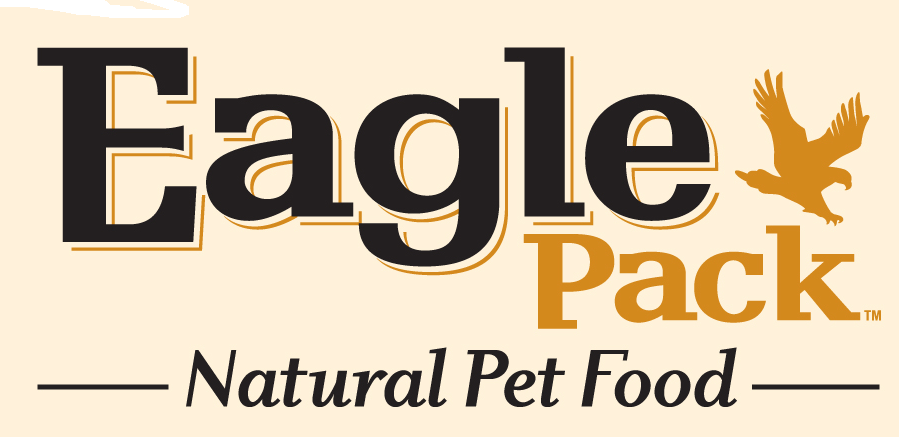 Eagle
Pack™
Natural Pet Food